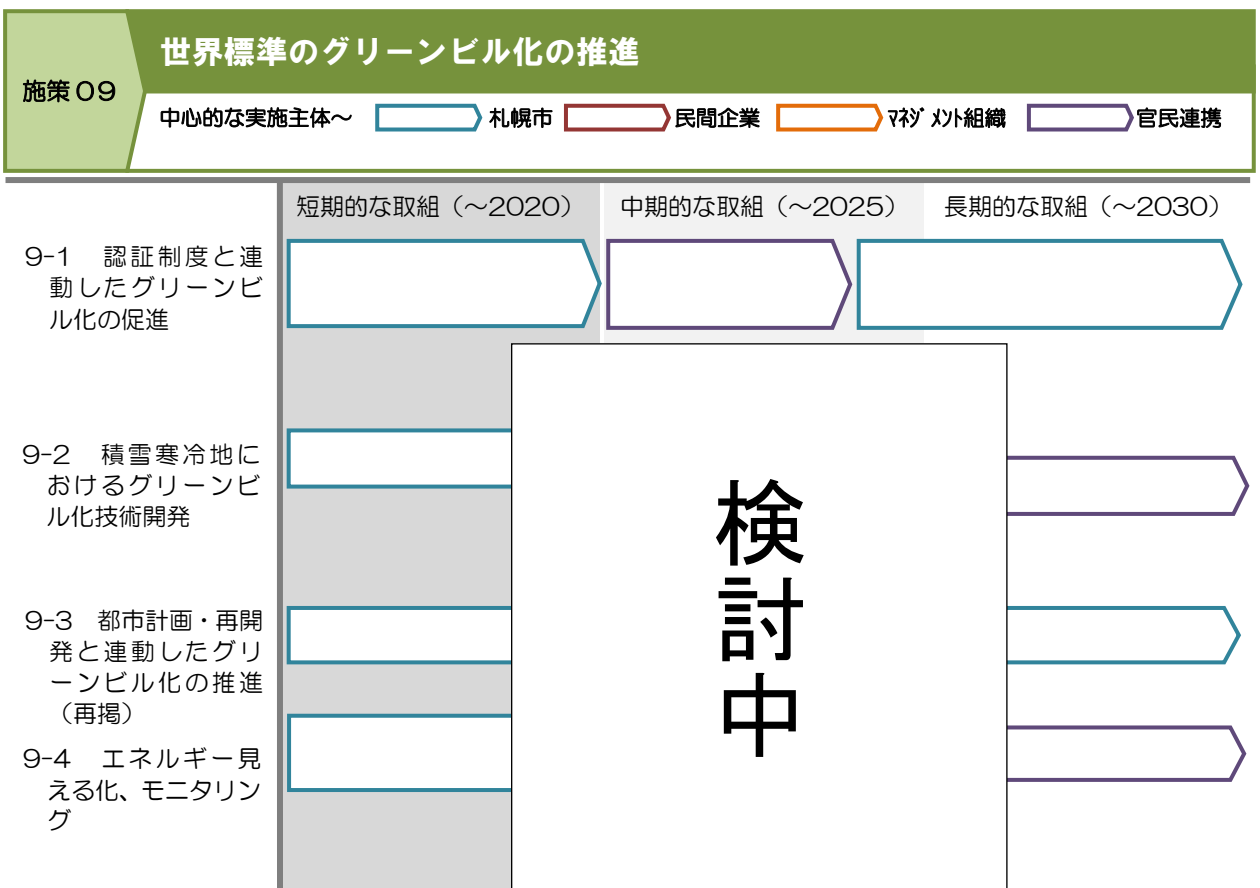 世界標準のグリーンビル化の推進
施策09
中心的な実施主体～ 札幌市 民間企業 ﾏﾈｼﾞﾒﾝﾄ組織 官民連携
短期的な取組（～2020） 中期的な取組（～2025） 長期的な取組（～2030）
9-1 認証制度と連
動したグリーンビ
ル化の促進
9-2 積雪寒冷地に
おけるグリーンビ
ル化技術開発
9-3 都市計画・再開
発と連動したグリ
ーンビル化の推進
（再掲）
9-4 エネルギー見
える化、モニタリン
グ
検討中